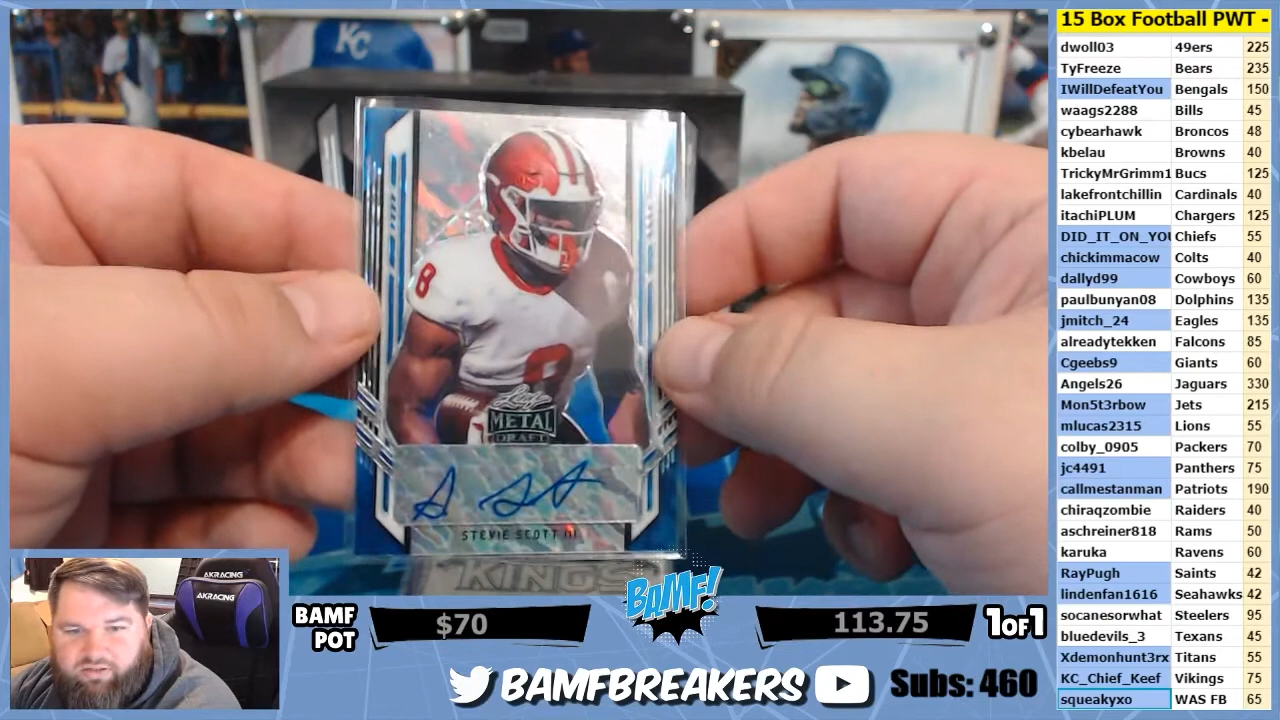 KC
8
8
Leaf
METAL
DRAFT
STEVIE SCOTT III
KINGS
AKRACING
AKRACING
BAMF
POT
$70
BAMF!
113.75
1OF1
BAMFBREAKERS
Subs: 460
15 Box Football PWT -
dwoll03 49ers 225
TyFreeze Bears 235
IWillDefeatYou Bengals 150
waags2288 Bills 45
cybearhawk Broncos 48
kbelau Browns 40
TrickyMrGrimm1 Bucs 125
lakefrontchillin Cardinals 40
itachiPLUM Chargers 125
DID_IT_ON_YOU Chiefs 55
chickimmacow Colts 40
dallyd99 Cowboys 60
paulbunyan08 Dolphins 135
jmitch_24 Eagles 135
alreadytekken Falcons 85
Cgeebs9 Giants 60
Angels26 Jaguars 330
Mon5t3rbow Jets 215
mlucas2315 Lions 55
colby_0905 Packers 70
jc4491 Panthers 75
callmestanman Patriots 190
chiraqzombie Raiders 40
aschreiner818 Rams 50
karuka Ravens 60
RayPugh Saints 42
lindenfan1616 Seahawks 42
socanesorwhat Steelers 95
bluedevils_3 Texans 45
Xdemonhunt3rx Titans 55
KC_Chief_Keef Vikings 75
squeakyxo WAS FB 65